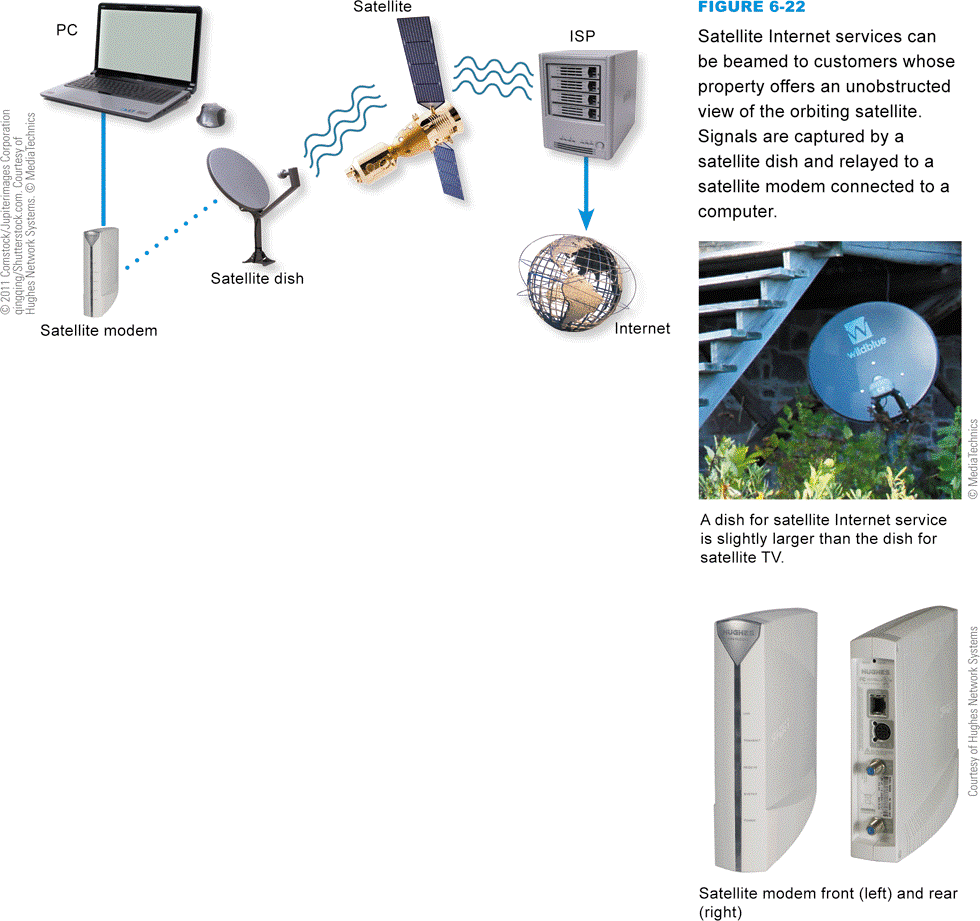 PC
Satellite
ISP
Satellite dish
Satellite modem
Internet
© 2011 Comstock/Jupiterimages Corporation
qingqing/Shutterstock.com. Courtesy of
Hughes Network Systems. © MediaTechnics
FIGURE 6-22
Satellite Internet services can
be beamed to customers whose
property offers an unobstructed
view of the orbiting satellite.
Signals are captured by a
satellite dish and relayed to a
satellite modem connected to a
computer.
W
wildblue
© MediaTechnics
A dish for satellite Internet service
is slightly larger than the dish for
satellite TV.
HUGHES
HUGHES
Courtesy of Hughes Network Systems
Satellite modem front (left) and rear
(right)